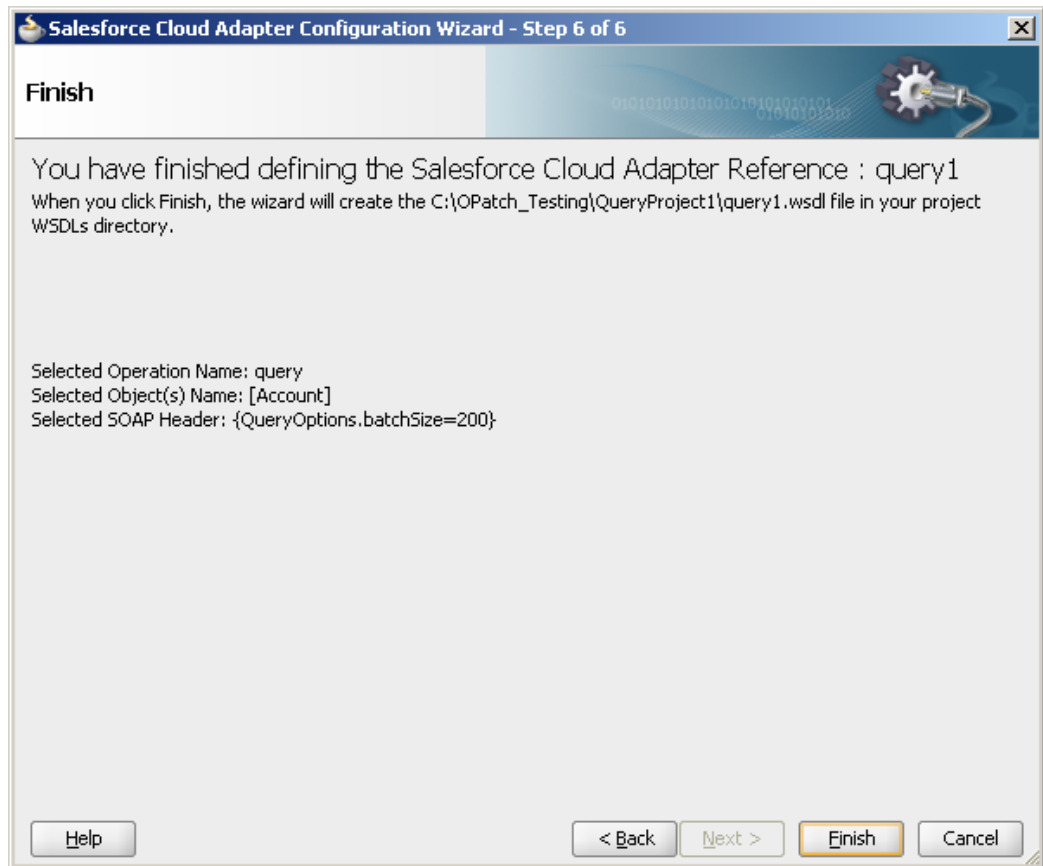 Salesforce Cloud Adapter Configuration Wizard - Step 6 of 6
Finish
You have finished defining the Salesforce Cloud Adapter Reference : query1
When you click Finish, the wizard will create the C:\OPatch_Testing\QueryProject1\query1.wsdl file in your project
WSDLs directory.
Selected Operation Name: query
Selected Object(s) Name: [Account]
Selected SOAP Header: {QueryOptions.batchSize=200}
Help
< Back
Next >
Finish
Cancel